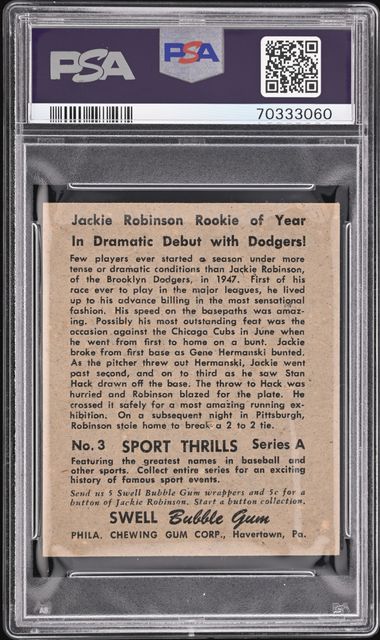 PSA
PSA
70333060
Jackie Robinson Rookie of Year
In Dramatic Debut with Dodgers!
Few players ever started a season under more
tense or dramatic conditions than Jackie Robinson,
of the Brooklyn Dodgers, in 1947. First of his
race ever to play in the major leagues, he lived
up to his advance billing in the most sensational
fashion. His speed on the basepaths was amaz-
ing. Possibly his most outstanding feat was the
occasion against the Chicago Cubs in June when
he went from first to home on a bunt. Jackie
broke from first base as Gene Hermanski bunted.
As the pitcher threw out Hermanski, Jackie went
past second, and on to third as he saw Stan
Hack drawn off the base. The throw to Hack was
hurried and Robinson blazed for the plate. He
crossed it safely for a most amazing running ex-
hibition. On a subsequent night in Pittsburgh,
Robinson stole home to break a 2 to 2 tie.
No. 3 SPORT THRILLS Series A
Featuring the greatest names in baseball and
other sports. Collect entire series for an exciting
history of famous sport events.
Send us 5 Swell Bubble Gum wrappers and 5c for a
button of Jackie Robinson. Start a button collection.
SWELL Bubble Gum
PHILA. CHEWING GUM CORP., Havertown, Pa.